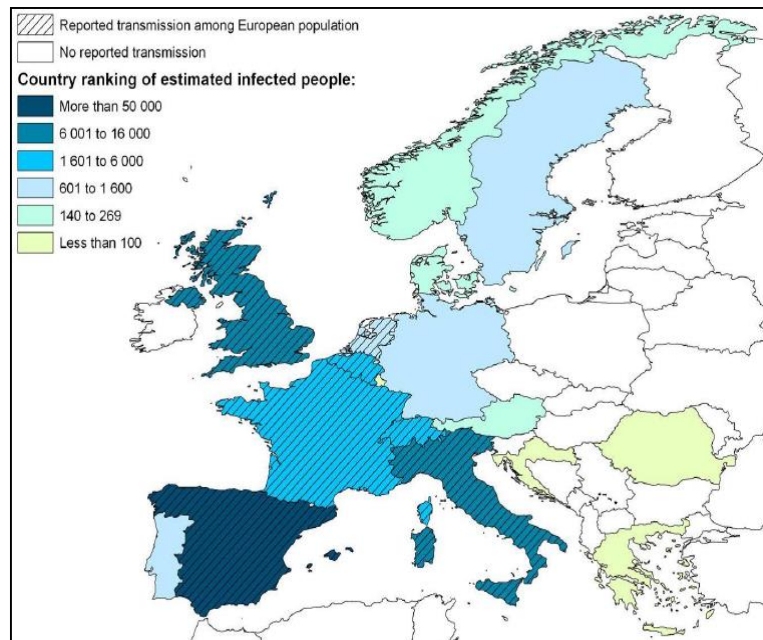 Reported transmission among European population
No reported transmission
Country ranking of estimated infected people:
More than 50 000
6 001 to 16 000
1 601 to 6 000
601 to 1 600
140 to 269
Less than 100